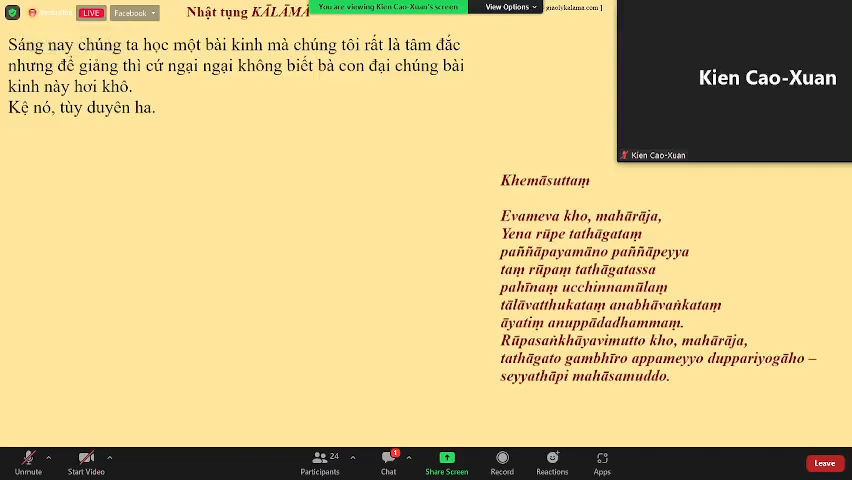 LIVE
Facebook
Nhật tụng KĀLĀMĀ
You are viewing Kien Cao-Xuan's screen
View Options
giaolykalama.com ]
Sáng nay chúng ta học một bài kinh mà chúng tôi rất là tâm đắc
nhưng để giảng thì cứ ngại ngại không biết bà con đại chúng bài
kinh này hơi khô.
Kệ nó, tùy duyên ha.
Kien Cao-Xuan
Kien Cao-Xuan
Khemāsuttaṃ
Evameva kho, mahārāja,
Yena rūpe tathāgataṃ
paññāpayamāno paññāpeyya
taṃ rūpaṃ tathāgatassa
pahīnaṃ ucchinnamūlaṃ
tālāvatthukataṃ anabhāvaṅkataṃ
āyatiṃ anuppādadhammaṃ.
Rūpasaṅkhāyavimutto kho, mahārāja,
tathāgato gambhīro appameyyo duppariyogāho –
seyyathāpi mahāsamuddo.
Unmute
Start Video
24
Participants
1
Chat
Share Screen
Record
Reactions
Apps
Leave